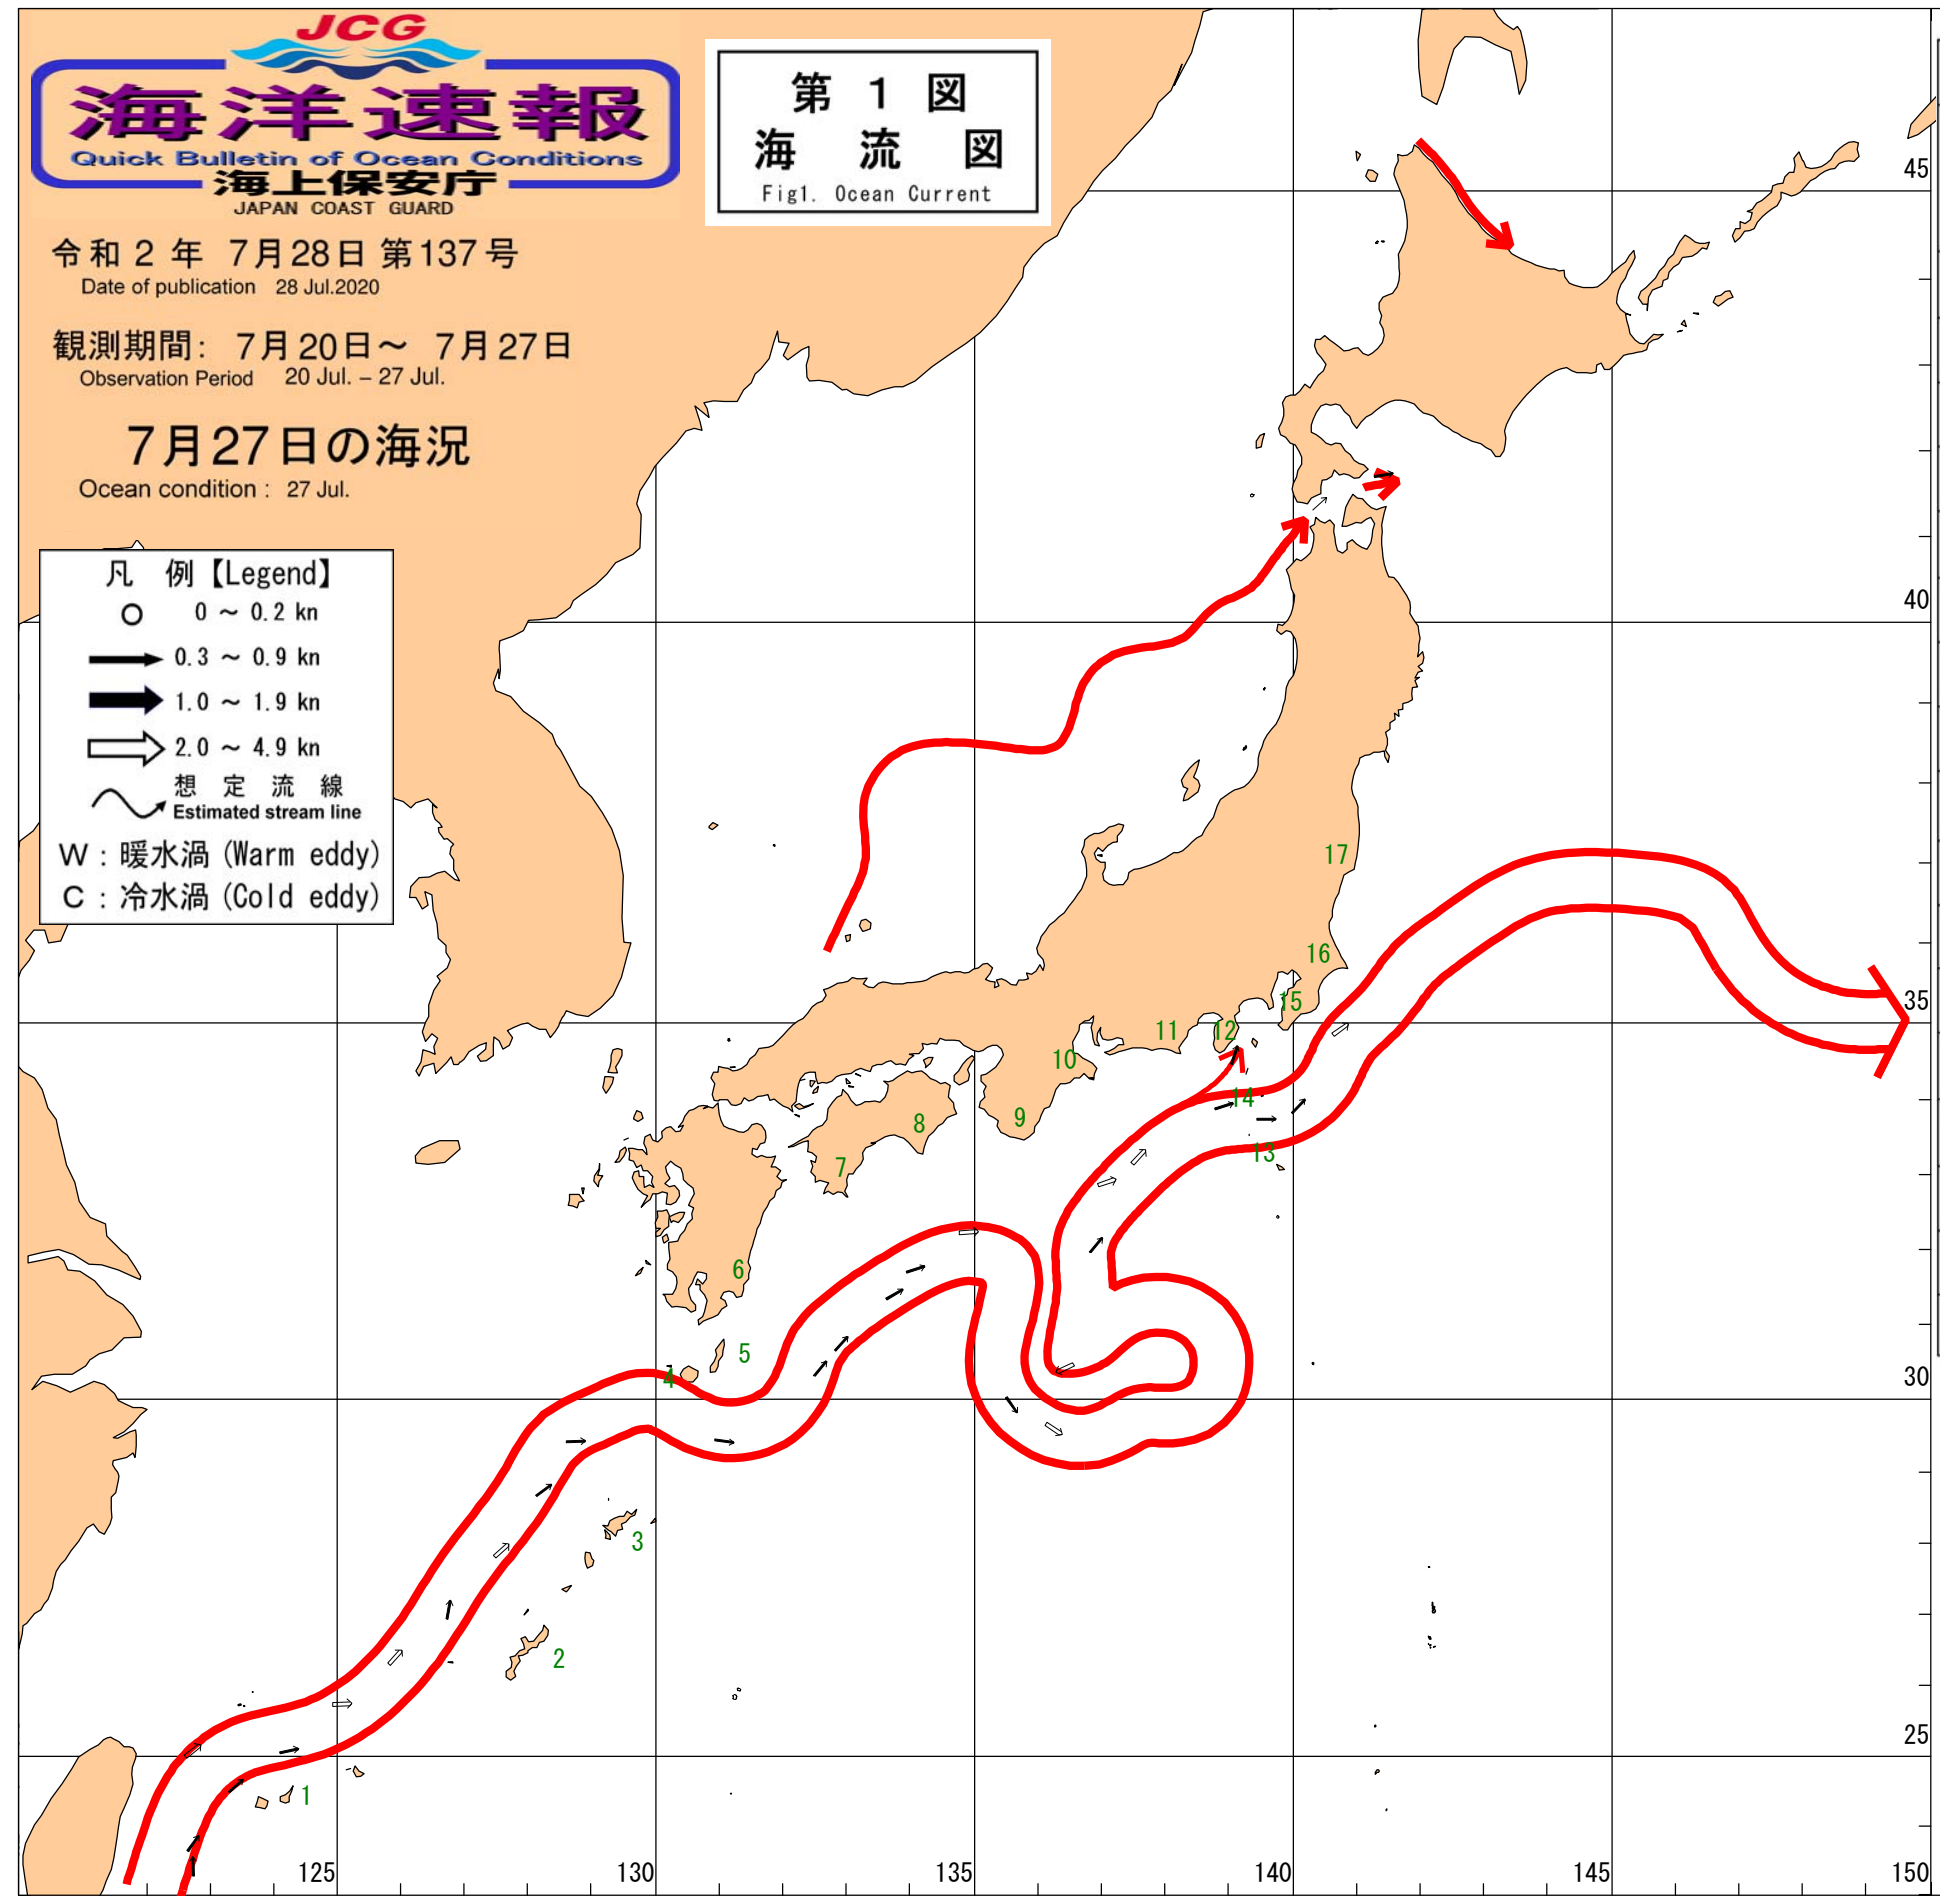 JCG
海洋速報
Quick Bulletin of Ocean Conditions
海上保安庁
JAPAN COAST GUARD
第 1 図
海 流 図
Fig1. Ocean Current
令和 2 年 7月28日 第137号
Date of publication 28 Jul.2020
観測期間: 7月20日～ 7月27日
Observation Period 20 Jul. – 27 Jul.
7月27日の海況
Ocean condition : 27 Jul.
凡 例【Legend】
0 ～ 0.2 kn
0.3 ～ 0.9 kn
1.0 ～ 1.9 kn
2.0 ～ 4.9 kn
想 定 流 線
Estimated stream line
W : 暖水渦 (Warm eddy)
C : 冷水渦 (Cold eddy)
45
40
17
16
35
15
12
11
10
14
9
8
13
7
6
5
4
30
3
2
25
1
125
130
135
140
145
150